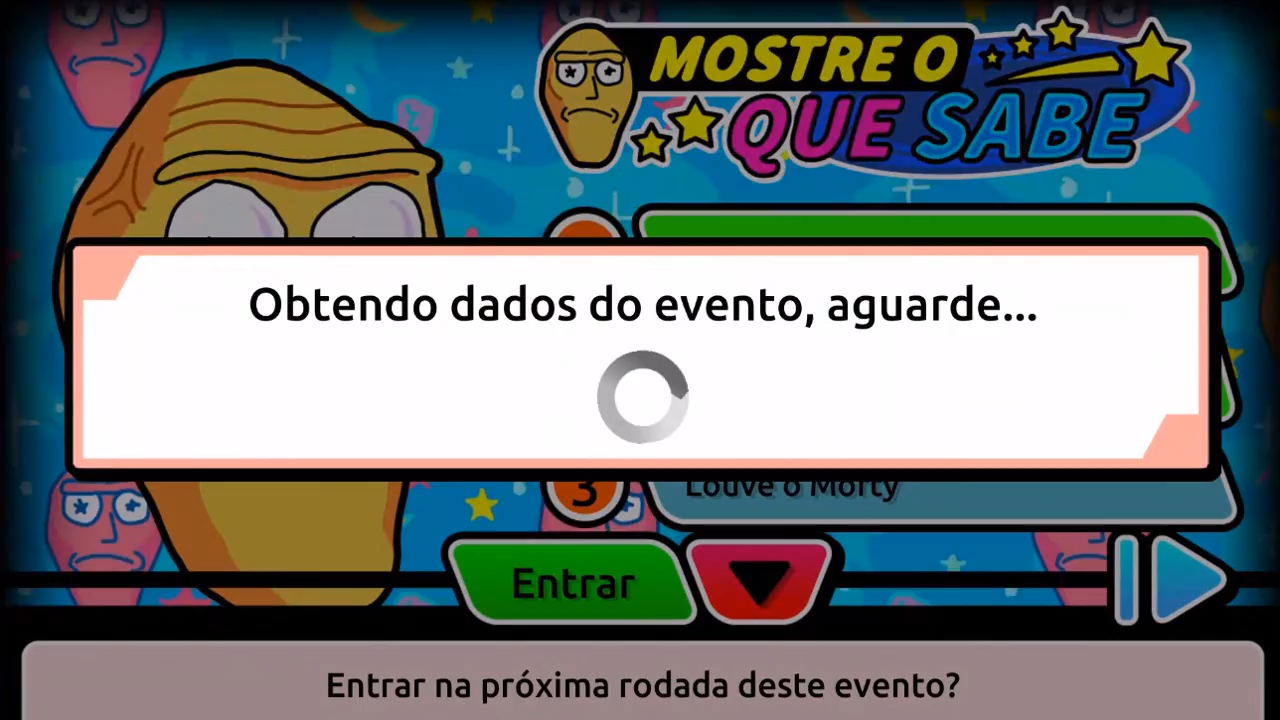 MOSTRE O
QUE SABE
Obtendo dados do evento, aguarde...
3
Louve o Morty
Entrar
Entrar na próxima rodada deste evento?